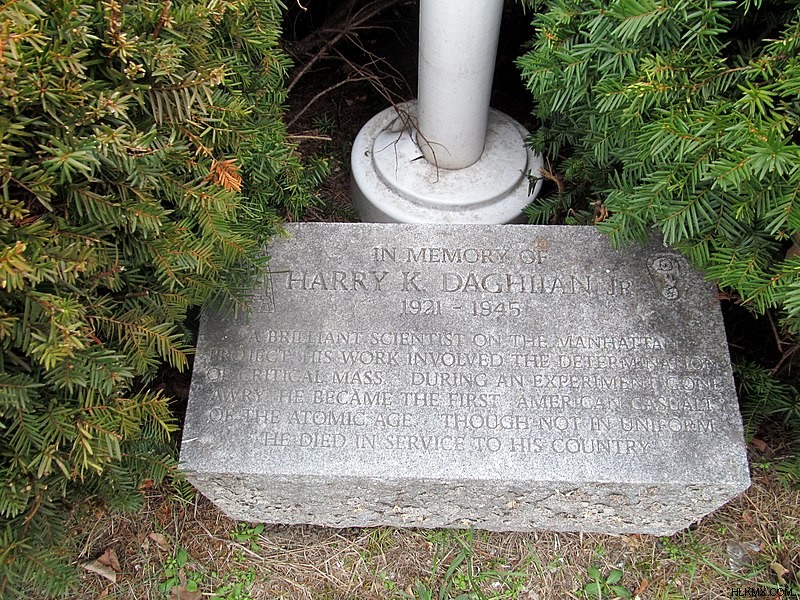 IN MEMORY OF
HARRY K. DAGHLIAN JR.
1921 - 1945
A BRILLIANT SCIENTIST ON THE MANHATTAN
PROJECT. HIS WORK INVOLVED THE DETERMINATION
OF CRITICAL MASS. DURING AN EXPERIMENT GONE
AWRY, HE BECAME THE FIRST AMERICAN CASUALTY
OF THE ATOMIC AGE. THOUGH NOT IN UNIFORM,
HE DIED IN SERVICE TO HIS COUNTRY.
HLKMX.COM